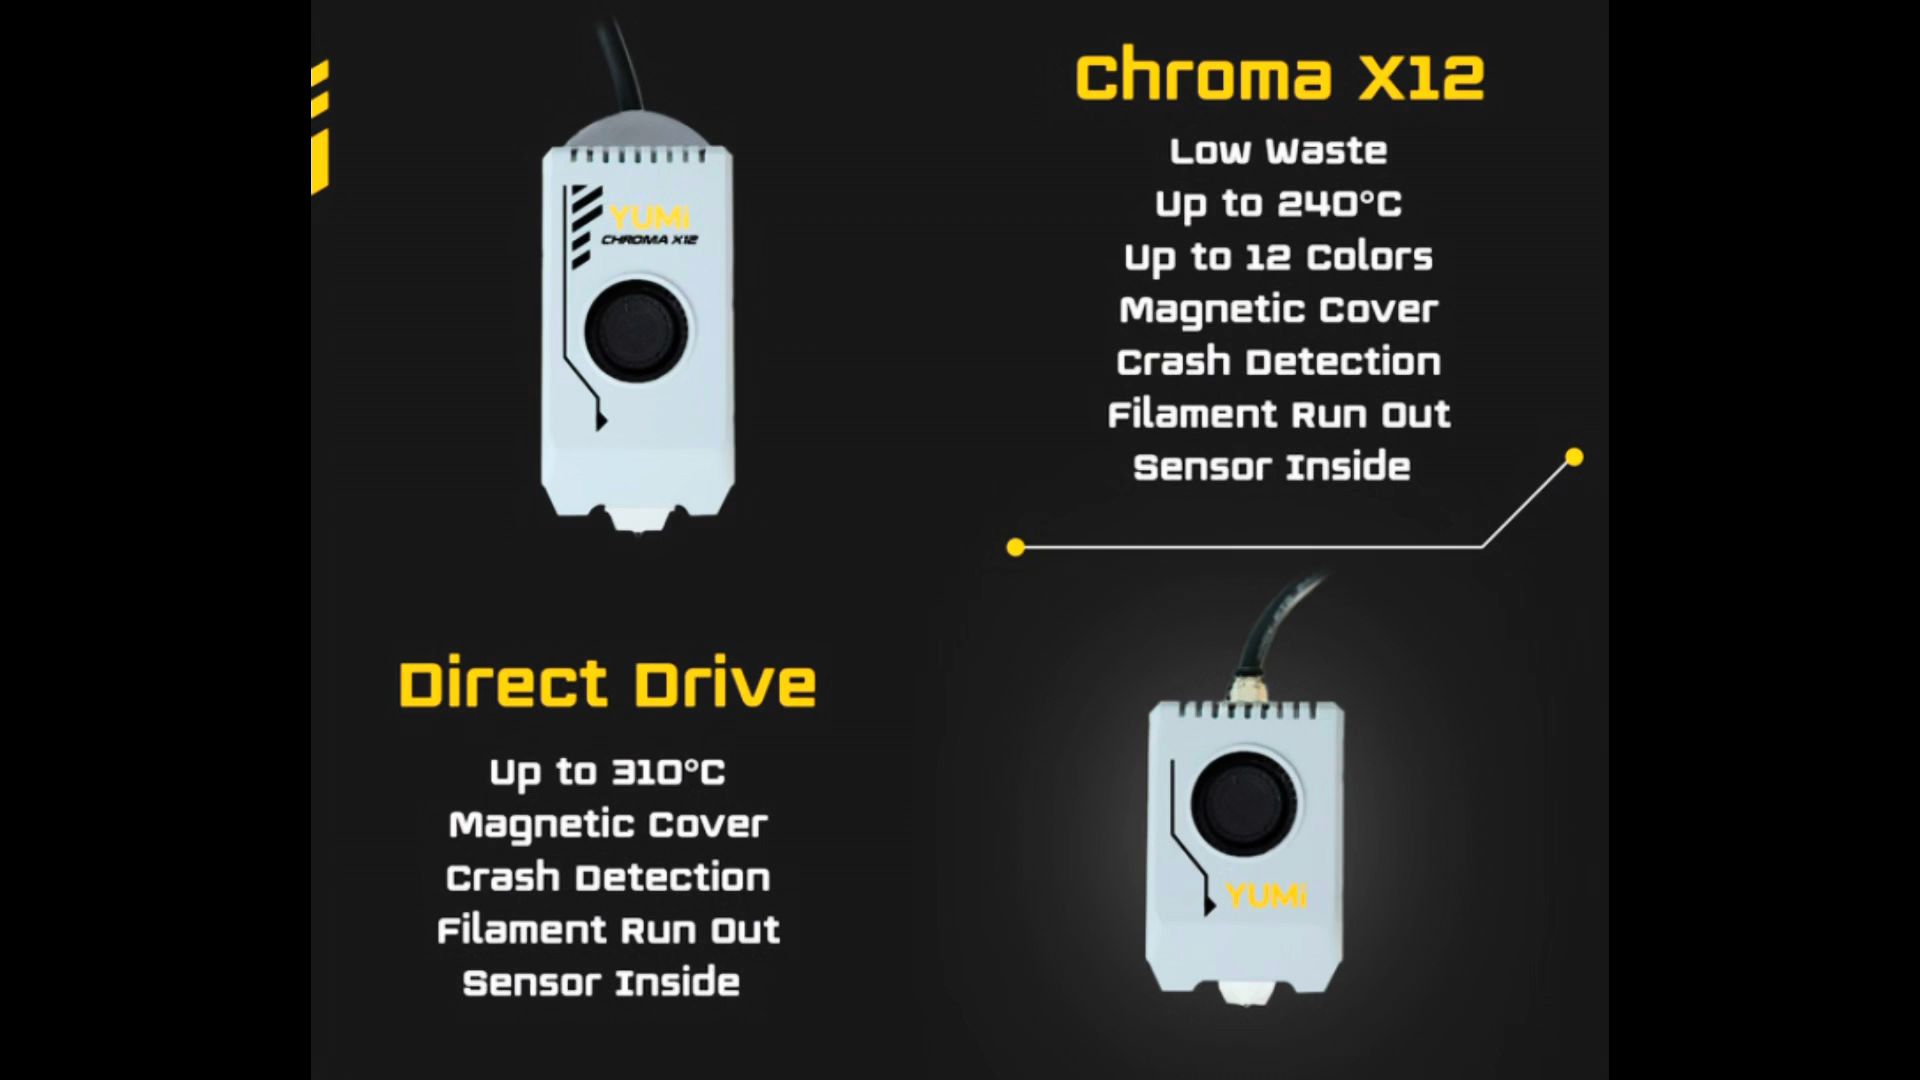 Chroma X12
Low Waste
Up to 240°C
Up to 12 Colors
Magnetic Cover
Crash Detection
Filament Run Out
Sensor Inside
YUMi
CHROMA X12
Direct Drive
Up to 310°C
Magnetic Cover
Crash Detection
Filament Run Out
Sensor Inside
YUMi